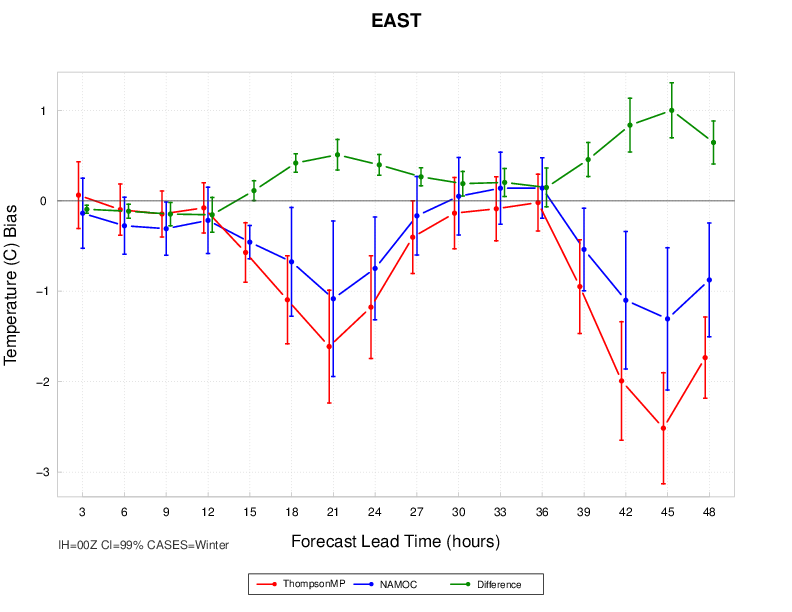 EAST
Temperature (C) Bias
1
0
−1
−2
−3
3 6 9 12 15 18 21 24 27 30 33 36 39 42 45 48
IH=00Z CI=99% CASES=Winter
Forecast Lead Time (hours)
ThompsonMP NAMOC Difference